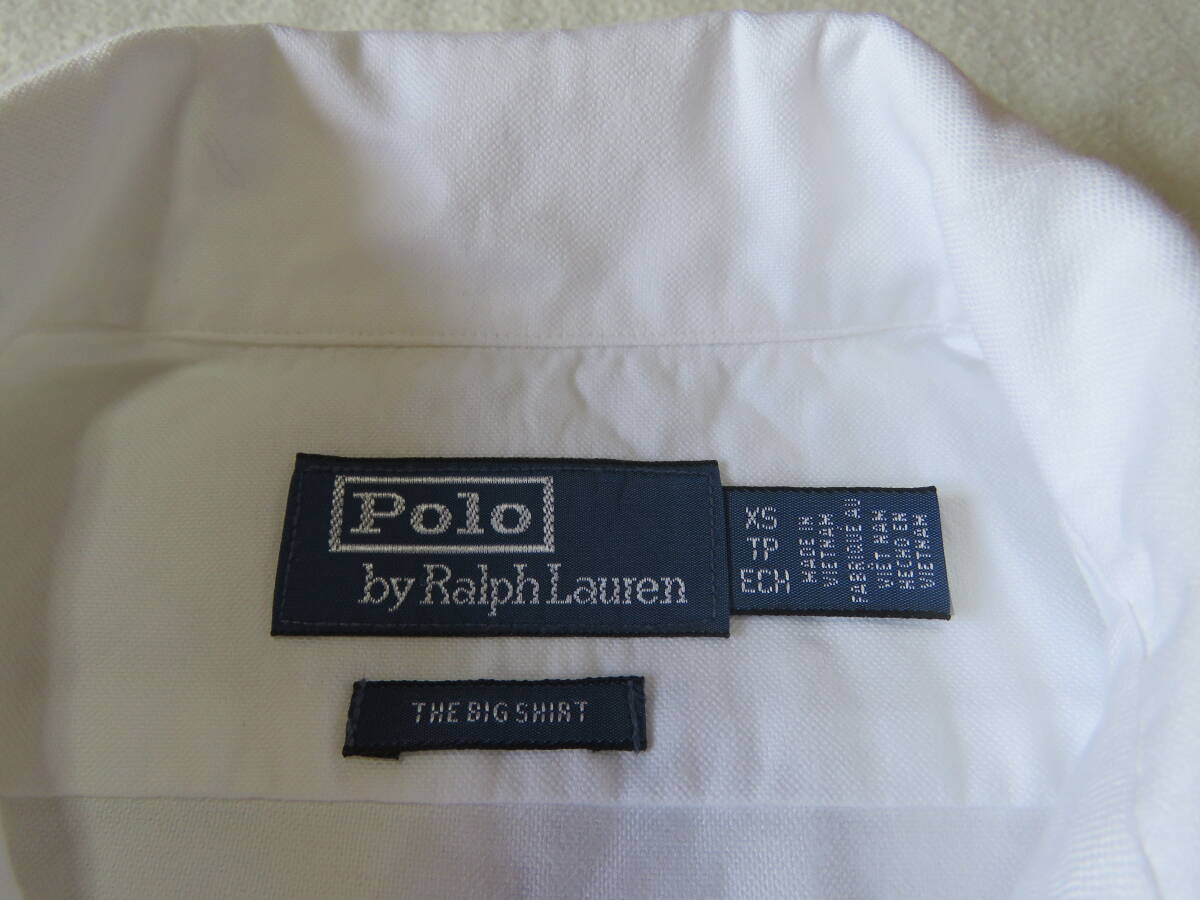 Polo
by Ralph Lauren
XS
TP
ECH
MADE IN
VIETNAM
FABRIQUE AU
VIET NAM
HECHO EN
VIETNAM
THE BIG SHIRT